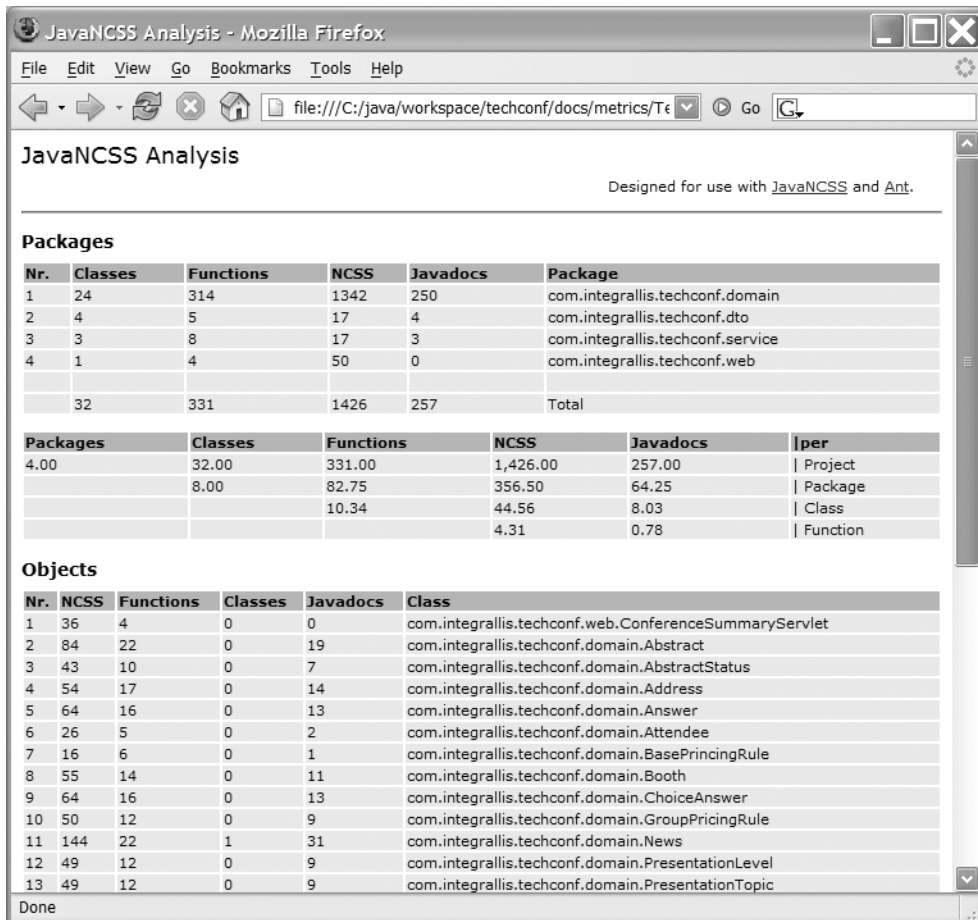 JavaNCSS Analysis - Mozilla Firefox
File Edit View Go Bookmarks Tools Help
file:///C:/java/workspace/techconf/docs/metrics/Te Go G
JavaNCSS Analysis
Designed for use with JavaNCSS and Ant.
Packages
Nr. Classes Functions NCSS Javadocs Package
1 24 314 1342 250 com.integrallis.techconf.domain
2 4 5 17 4 com.integrallis.techconf.dto
3 3 8 17 3 com.integrallis.techconf.service
4 1 4 50 0 com.integrallis.techconf.web
32 331 1426 257 Total
Packages Classes Functions NCSS Javadocs |per
4.00 32.00 331.00 1,426.00 257.00 | Project
8.00 82.75 356.50 64.25 | Package
10.34 44.56 8.03 | Class
4.31 0.78 | Function
Objects
Nr. NCSS Functions Classes Javadocs Class
1 36 4 0 0 com.integrallis.techconf.web.ConferenceSummaryServlet
2 84 22 0 19 com.integrallis.techconf.domain.Abstract
3 43 10 0 7 com.integrallis.techconf.domain.AbstractStatus
4 54 17 0 14 com.integrallis.techconf.domain.Address
5 64 16 0 13 com.integrallis.techconf.domain.Answer
6 26 5 0 2 com.integrallis.techconf.domain.Attendee
7 16 6 0 1 com.integrallis.techconf.domain.BasePrincingRule
8 55 14 0 11 com.integrallis.techconf.domain.Booth
9 64 16 0 13 com.integrallis.techconf.domain.ChoiceAnswer
10 50 12 0 9 com.integrallis.techconf.domain.GroupPricingRule
11 144 22 1 31 com.integrallis.techconf.domain.News
12 49 12 0 9 com.integrallis.techconf.domain.PresentationLevel
13 49 12 0 9 com.integrallis.techconf.domain.PresentationTopic
Done